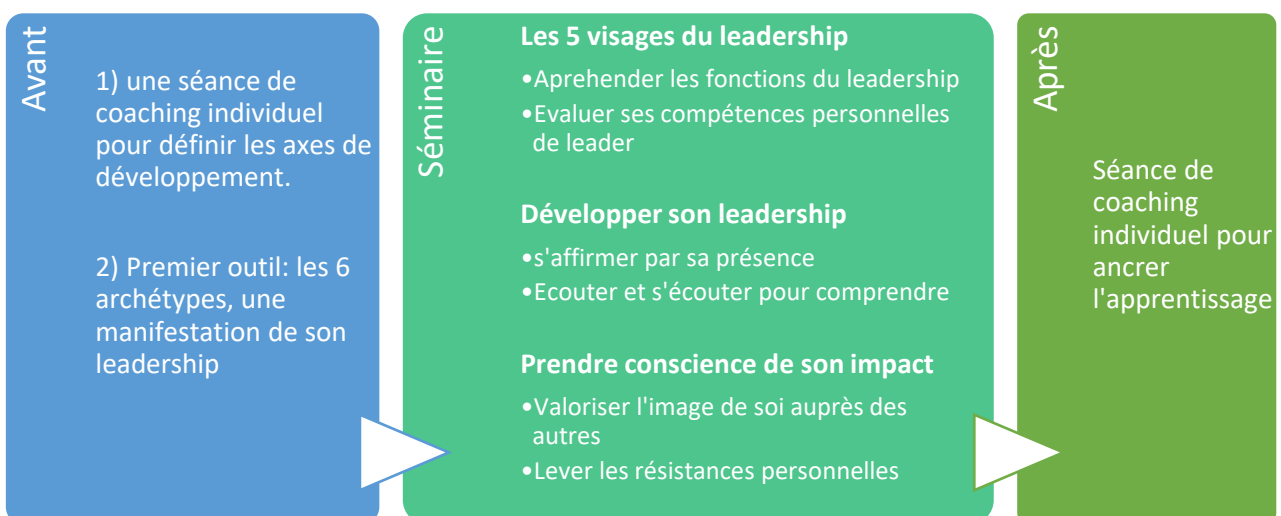 Avant
1) une séance de
coaching individuel
pour définir les axes de
développement.
2) Premier outil: les 6
archétypes, une
manifestation de son
leadership
Séminaire
Les 5 visages du leadership
•Aprehender les fonctions du leadership
•Evaluer ses compétences personnelles
de leader
Développer son leadership
•s'affirmer par sa présence
•Ecouter et s'écouter pour comprendre
Prendre conscience de son impact
•Valoriser l'image de soi auprès des
autres
•Lever les résistances personnelles
Après
Séance de
coaching
individuel pour
ancrer
l'apprentissage